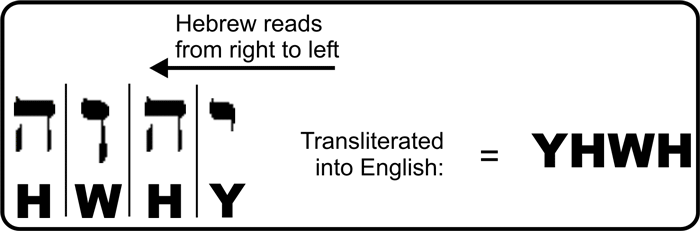 Hebrew reads
from right to left
יהוה
H W H Y
Transliterated
into English:
= YHWH